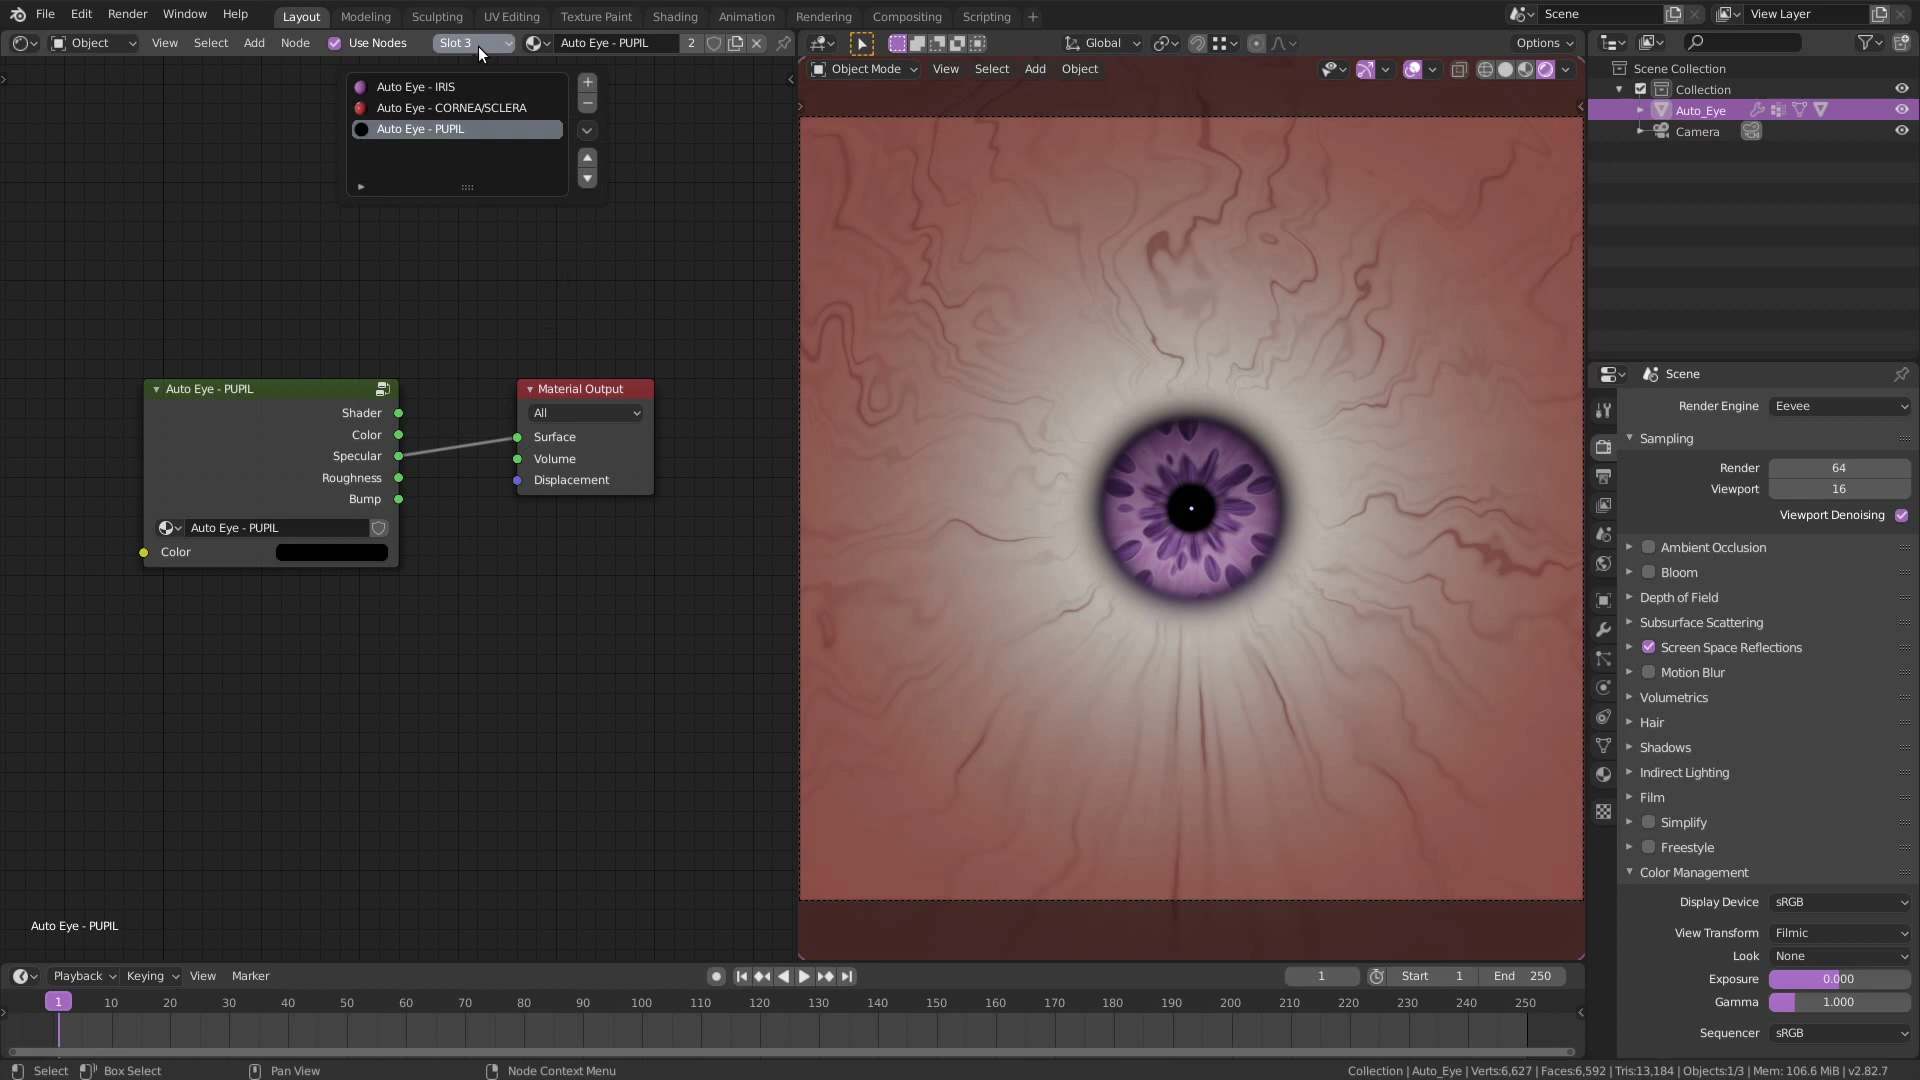 File Edit Render Window Help Layout Modeling Sculpting UV Editing Texture Paint Shading Animation Rendering Compositing Scripting + Scene View Layer
Object View Select Add Node Use Nodes Slot 3 Auto Eye - PUPIL 2 Global Options
Object Mode View Select Add Object
Auto Eye - IRIS
Auto Eye - CORNEA/SCLERA
Auto Eye - PUPIL
Auto Eye - PUPIL
Shader
Color
Specular
Roughness
Bump
Auto Eye - PUPIL
Color
Material Output
All
Surface
Volume
Displacement
Auto Eye - PUPIL
Scene Collection
Collection
Auto_Eye
Camera
Scene
Render Engine Eevee
Sampling
Render 64
Viewport 16
Viewport Denoising
Ambient Occlusion
Bloom
Depth of Field
Subsurface Scattering
Screen Space Reflections
Motion Blur
Volumetrics
Hair
Shadows
Indirect Lighting
Film
Simplify
Freestyle
Color Management
Display Device sRGB
View Transform Filmic
Look None
Exposure 0.000
Gamma 1.000
Sequencer sRGB
Playback Keying View Marker 1 Start 1 End 250
1 10 20 30 40 50 60 70 80 90 100 110 120 130 140 150 160 170 180 190 200 210 220 230 240 250
Select Box Select Pan View Node Context Menu Collection | Auto_Eye | Verts:6,627 | Faces:6,592 | Tris:13,184 | Objects:1/3 | Mem: 106.6 MiB | v2.82.7